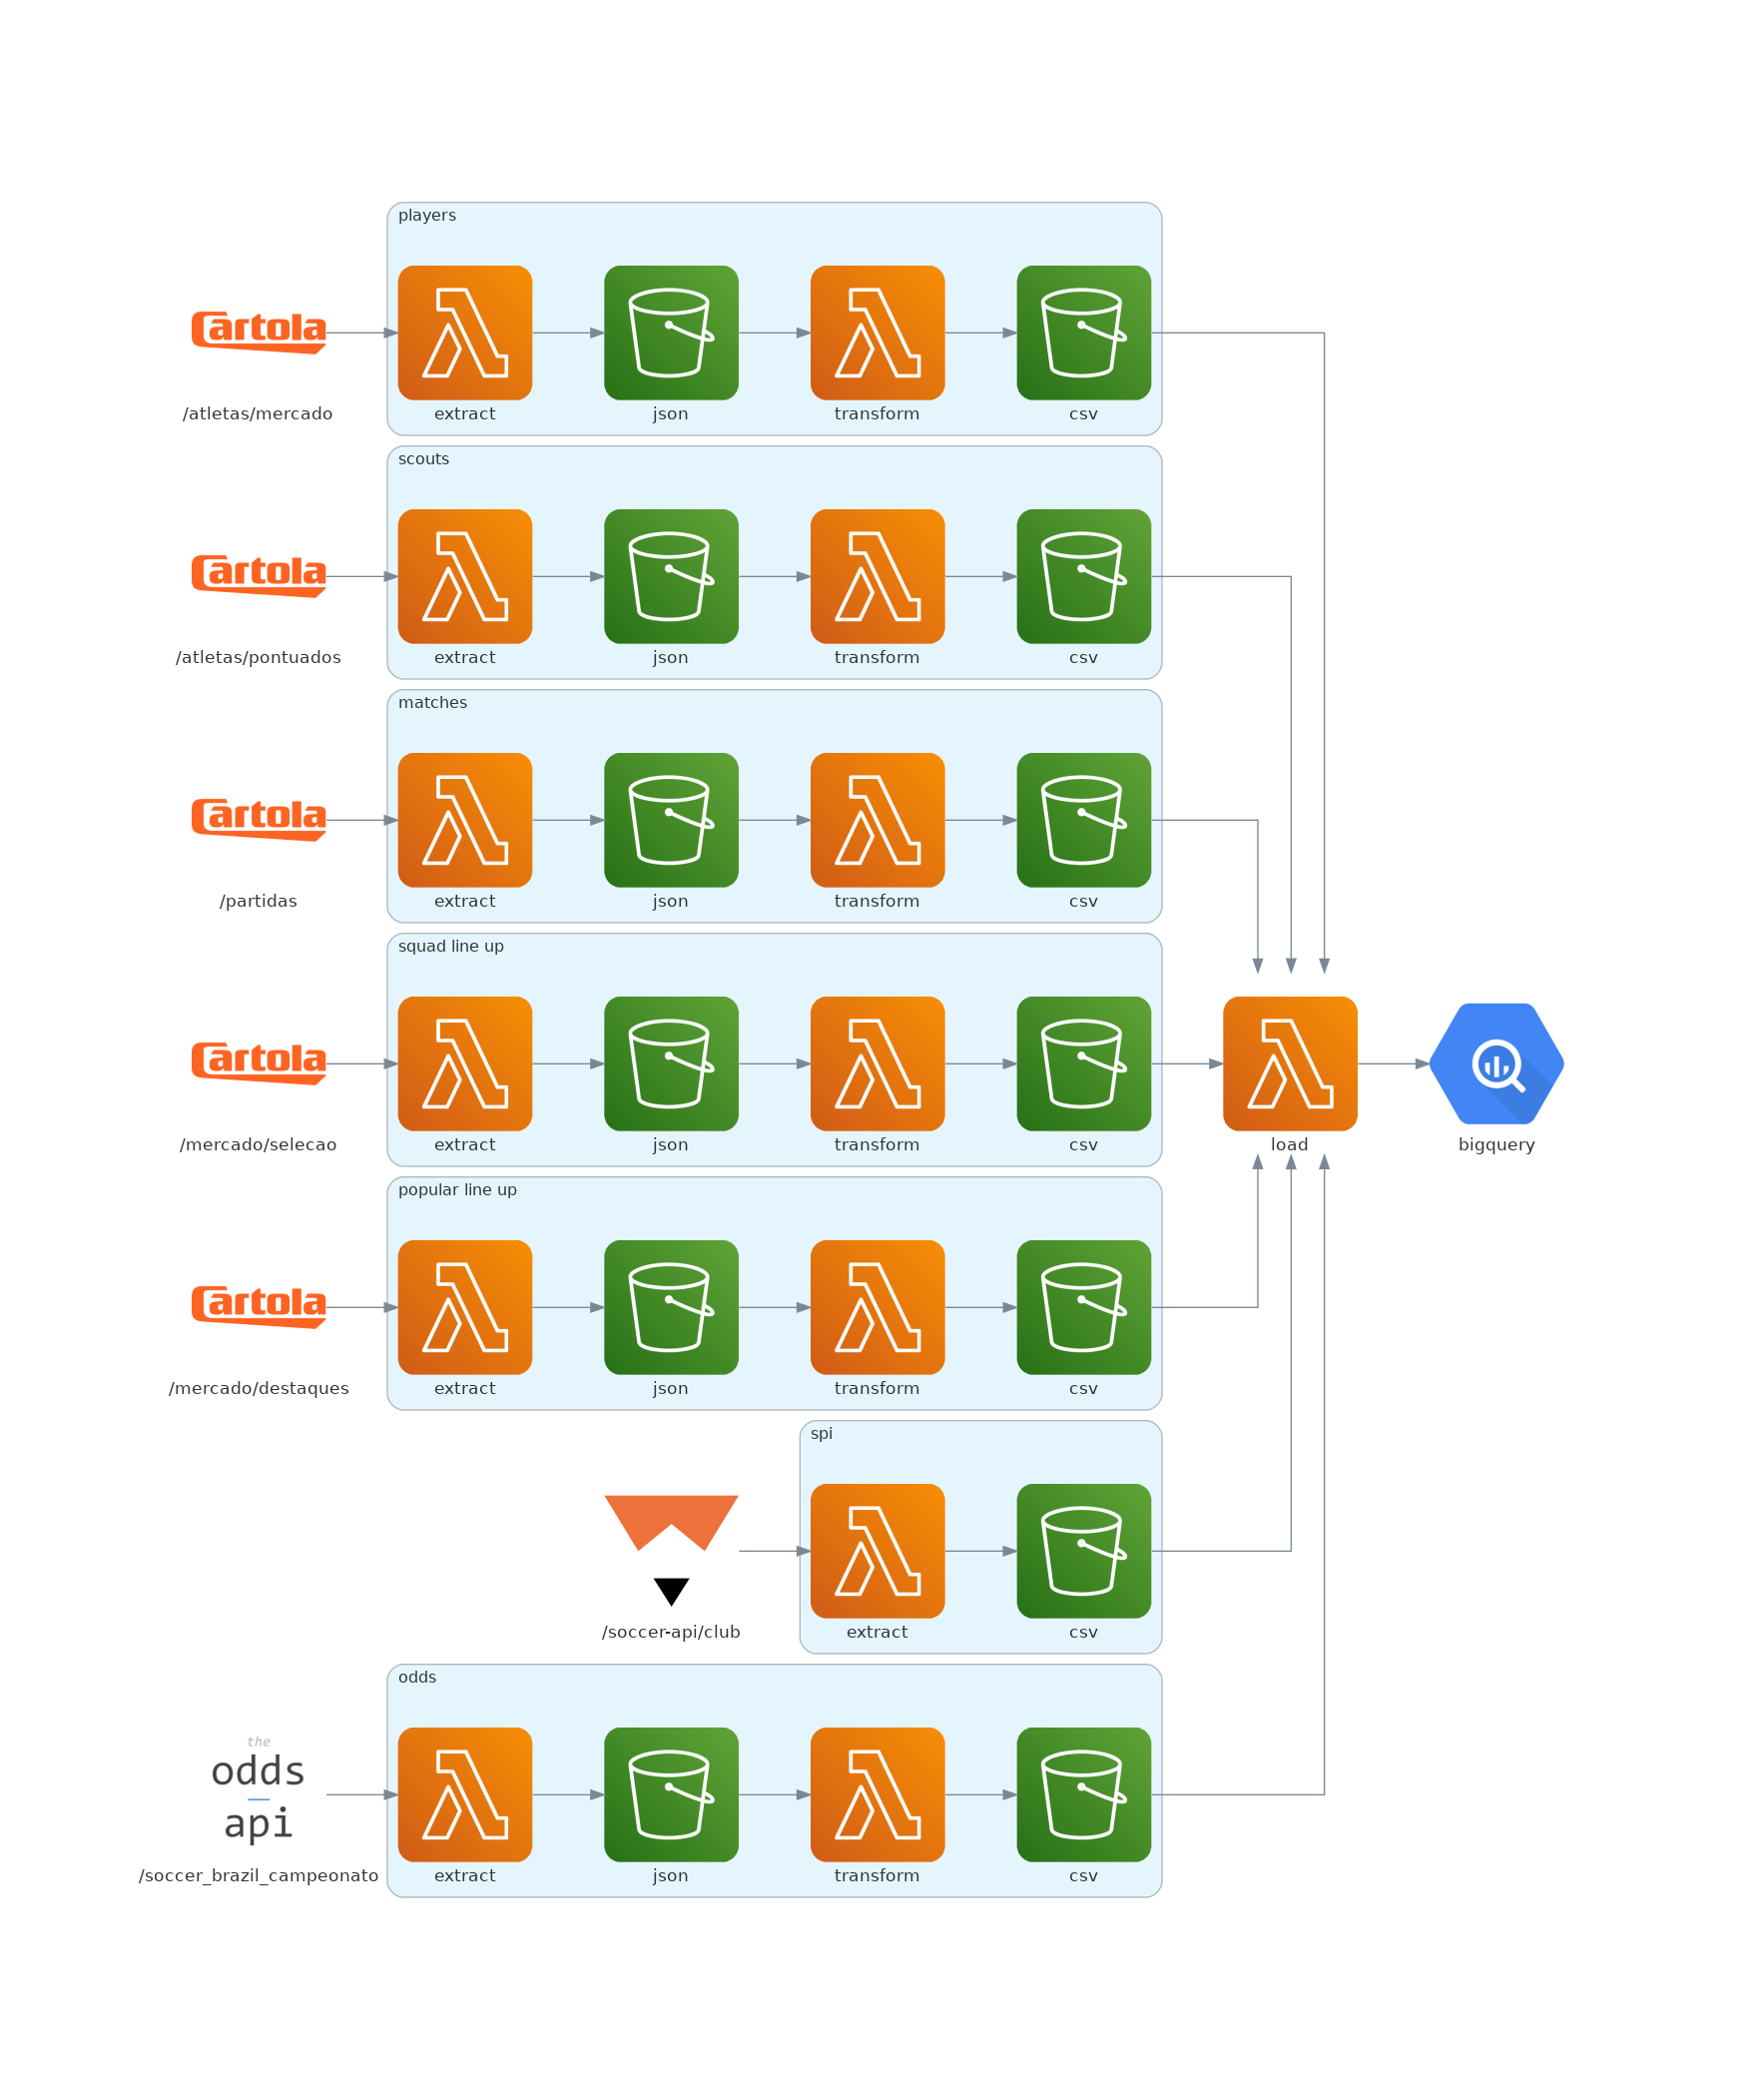 players
Cartola
/atletas/mercado
extract
json
transform
csv
scouts
Cartola
/atletas/pontuados
extract
json
transform
csv
matches
Cartola
/partidas
extract
json
transform
csv
squad line up
Cartola
/mercado/selecao
extract
json
transform
csv
load
bigquery
popular line up
Cartola
/mercado/destaques
extract
json
transform
csv
spi
/soccer-api/club
extract
csv
odds
the
odds
api
/soccer_brazil_campeonato
extract
json
transform
csv